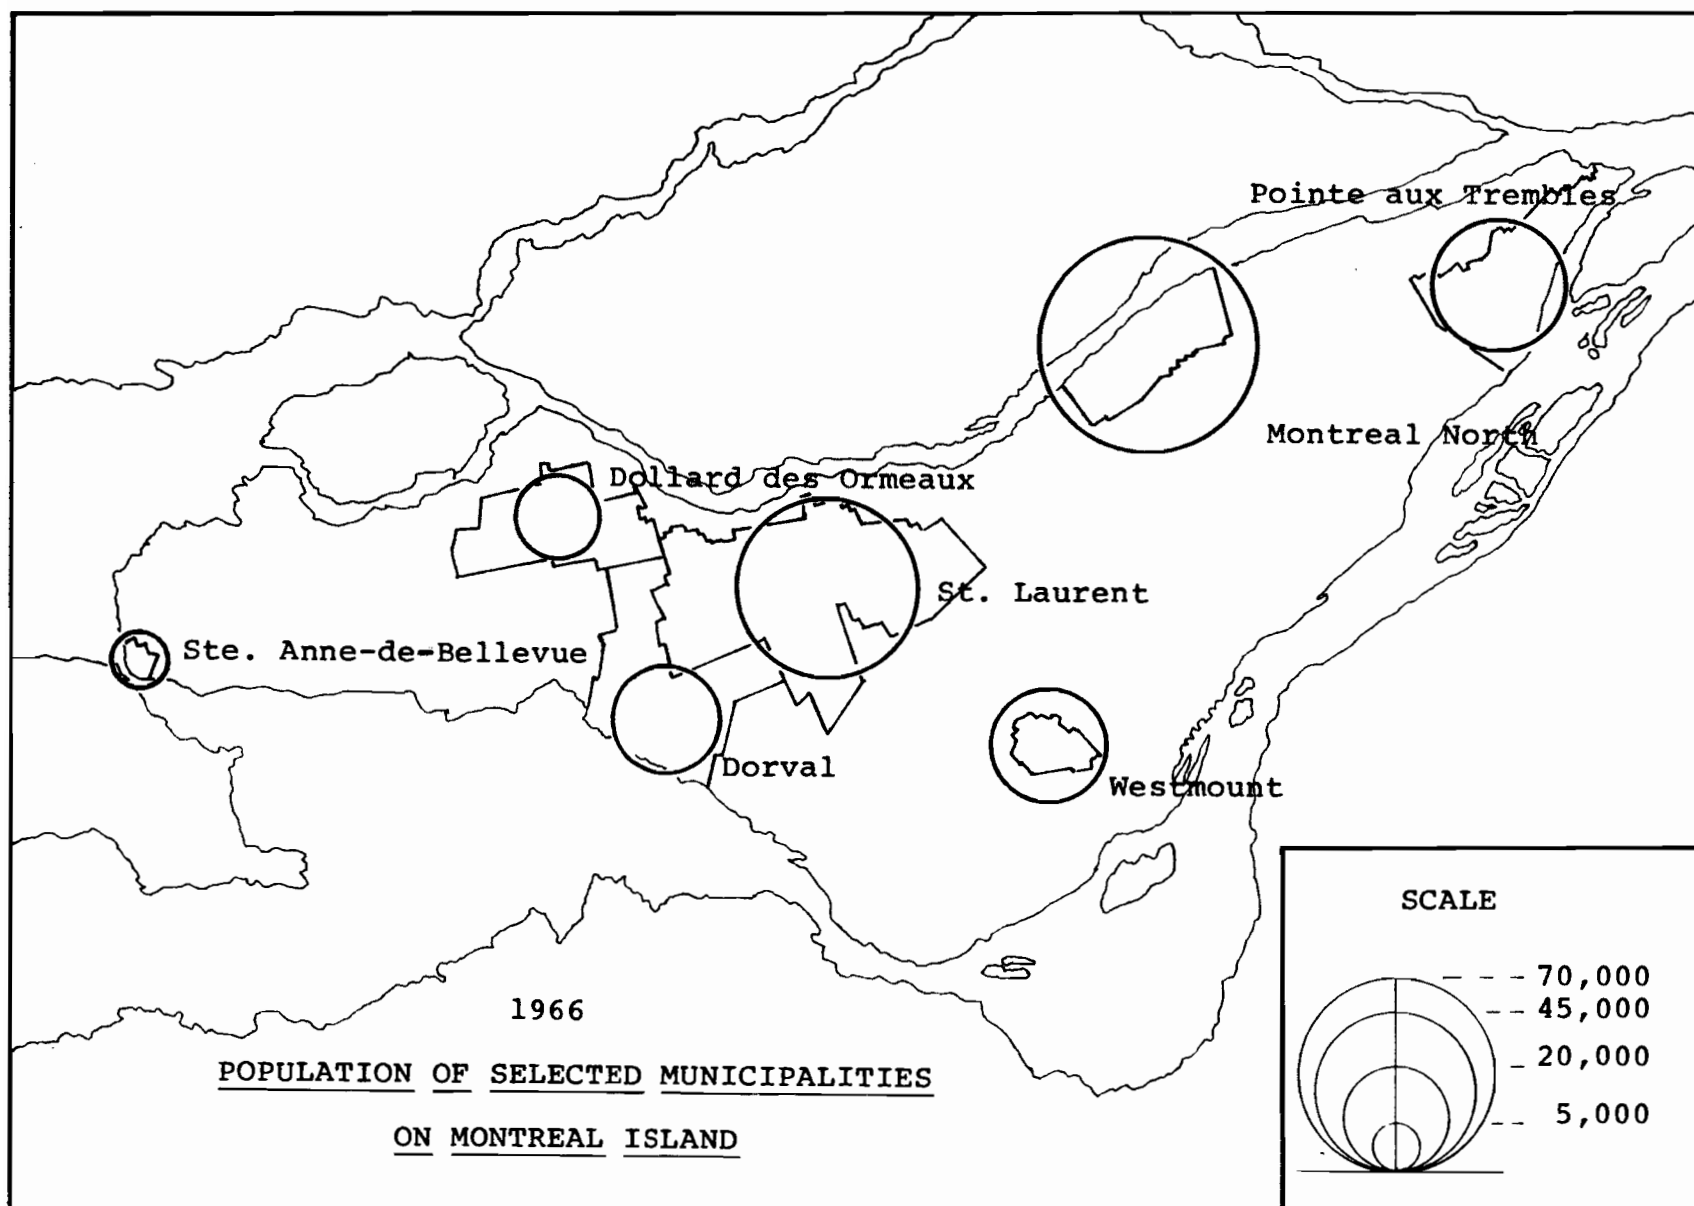 Pointe aux Trembles
Montreal North
Dollard des Ormeaux
St. Laurent
Ste. Anne-de-Bellevue
Dorval
Westmount
SCALE
70,000
45,000
20,000
5,000
1966
POPULATION OF SELECTED MUNICIPALITIES
ON MONTREAL ISLAND